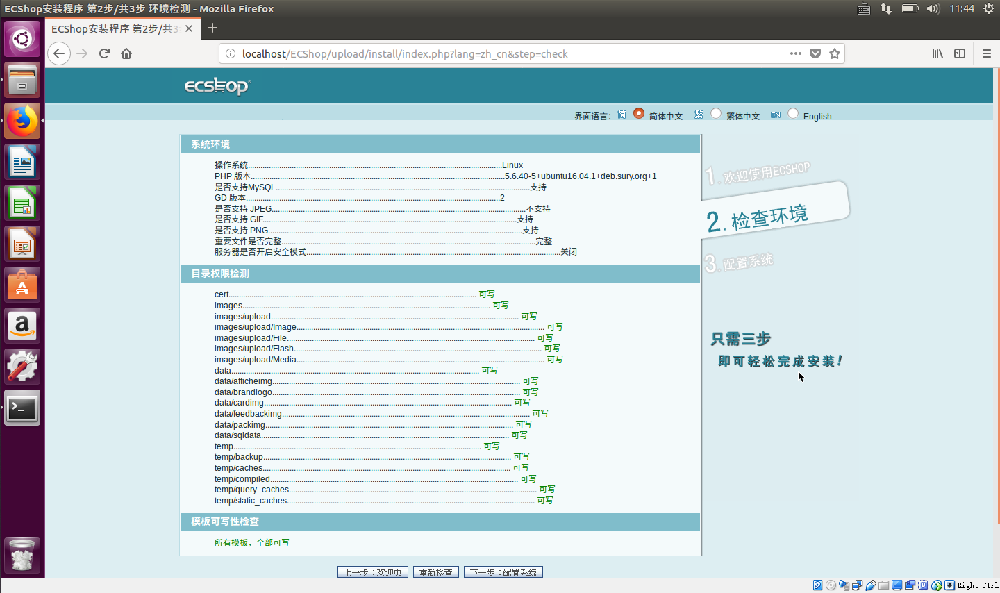 ECShop安装程序 第2步/共3步 环境检测 - Mozilla Firefox
11:44
ECShop安装程序 第2步/共3
localhost/ECShop/upload/install/index.php?lang=zh_cn&step=check
ecshop
界面语言： 简 简体中文 繁 繁体中文 EN English
系统环境
操作系统..........Linux
PHP 版本..........5.6.40-5+ubuntu16.04.1+deb.sury.org+1
是否支持MySQL..........支持
GD 版本..........2
是否支持 JPEG..........不支持
是否支持 GIF..........支持
是否支持 PNG..........支持
重要文件是否完整..........完整
服务器是否开启安全模式..........关闭
目录权限检测
cert.......... 可写
images.......... 可写
images/upload.......... 可写
images/upload/Image.......... 可写
images/upload/File.......... 可写
images/upload/Flash.......... 可写
images/upload/Media.......... 可写
data.......... 可写
data/afficheimg.......... 可写
data/brandlogo.......... 可写
data/cardimg.......... 可写
data/feedbackimg.......... 可写
data/packimg.......... 可写
data/sqldata.......... 可写
temp.......... 可写
temp/backup.......... 可写
temp/caches.......... 可写
temp/compiled.......... 可写
temp/query_caches.......... 可写
temp/static_caches.......... 可写
模板可写性检查
所有模板，全部可写
上一步：欢迎页 重新检查 下一步：配置系统
1.欢迎使用ECSHOP
2.检查环境
3.配置系统
只需三步
即可轻松完成安装！
Right Ctrl